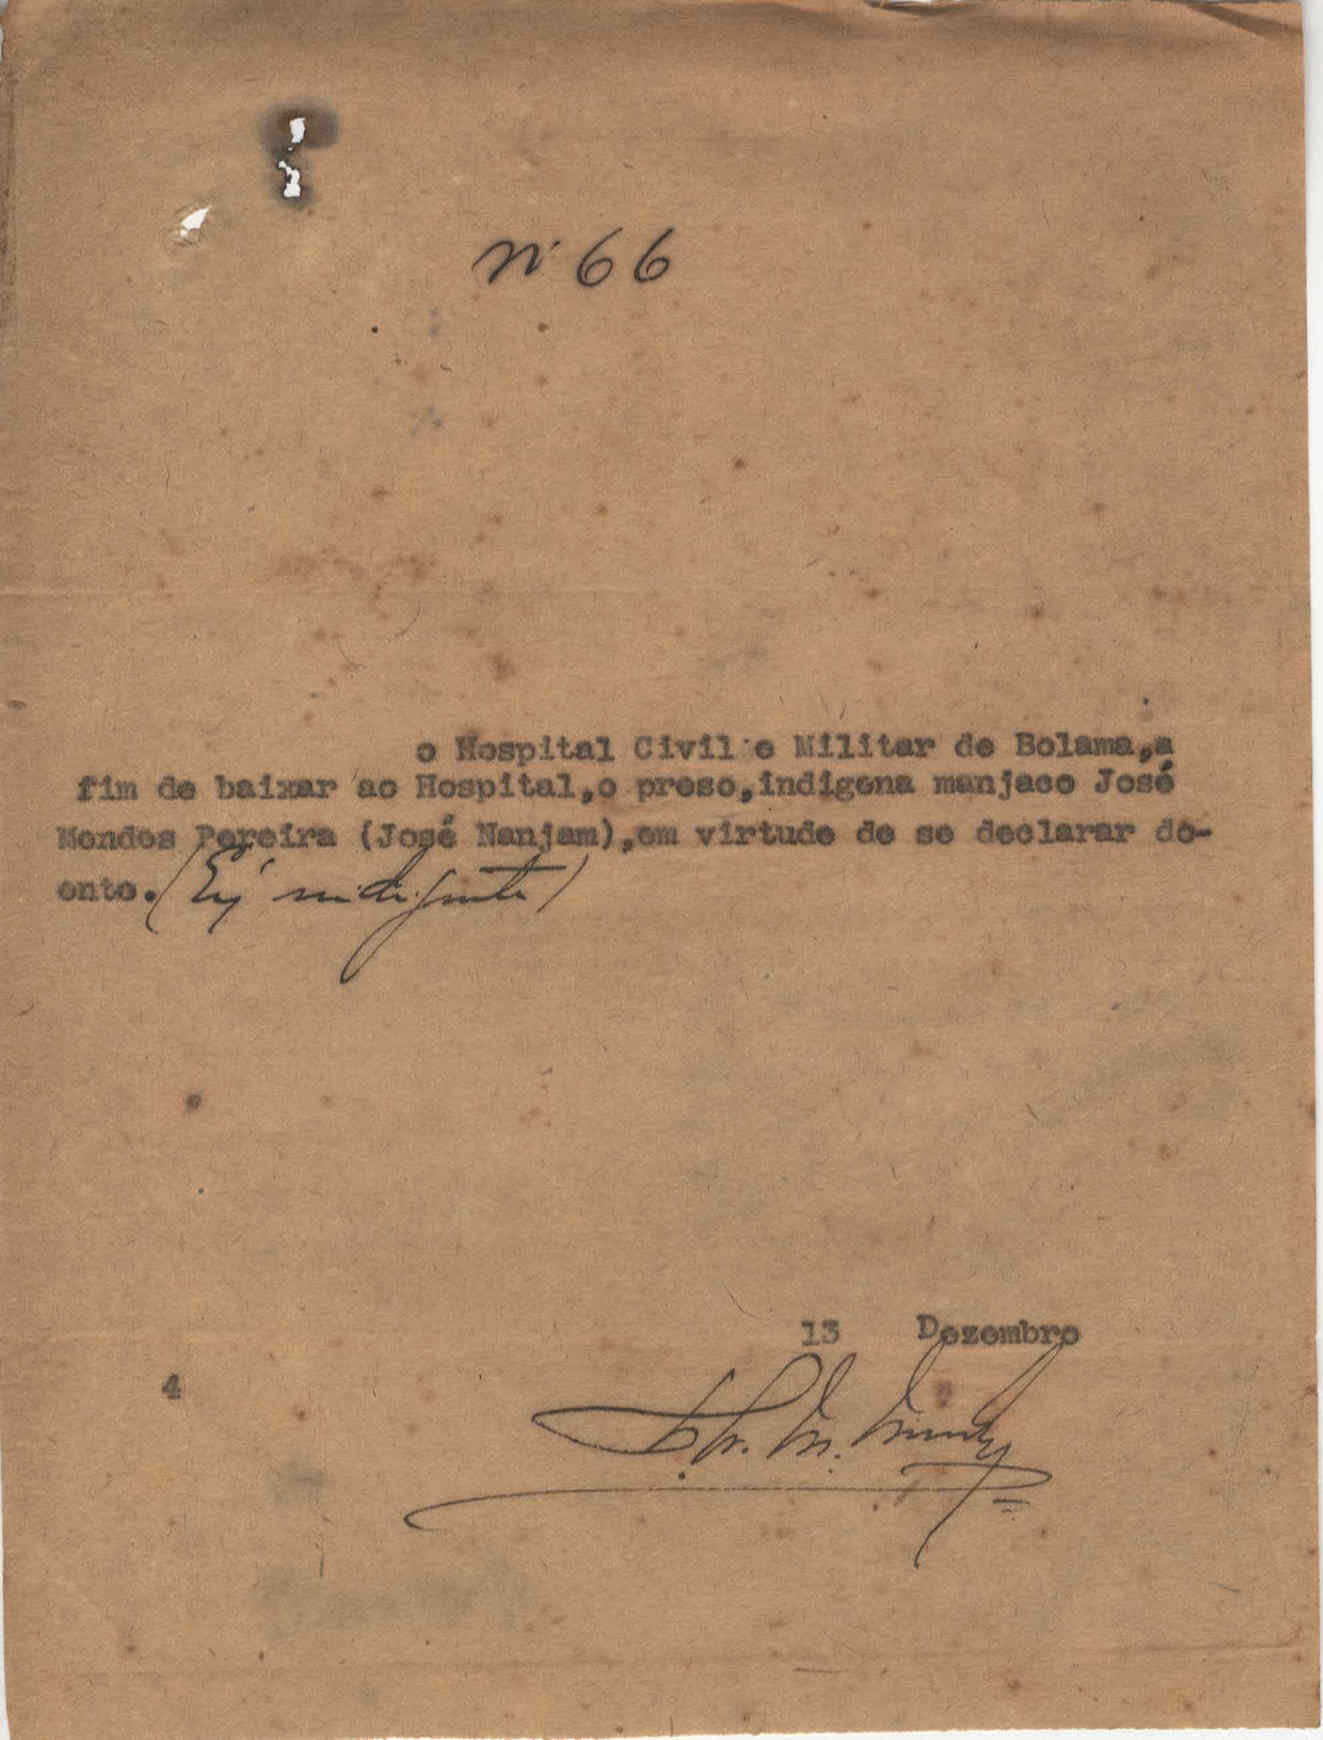 nº 66
o Hospital Civil e Militar de Bolama,a
fim de baixar ao Hospital,o preso,indigena manjaco José
Mendes Pereira (José Nanjam),em virtude de se declarar do-
ente. (É indigente)
13 Dezembro
4